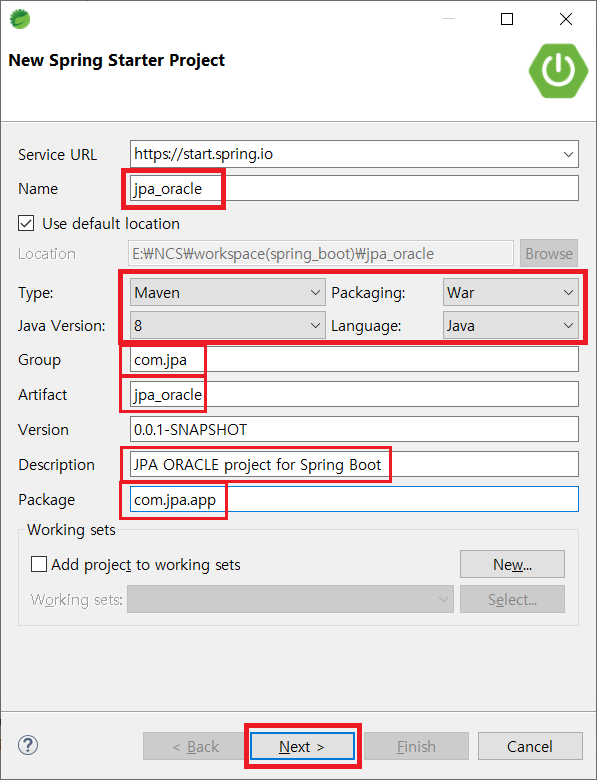 New Spring Starter Project
Service URL https://start.spring.io
Name jpa_oracle
Use default location
Location E:₩NCS₩workspace(spring_boot)₩jpa_oracle Browse
Type: Maven Packaging: War
Java Version: 8 Language: Java
Group com.jpa
Artifact jpa_oracle
Version 0.0.1-SNAPSHOT
Description JPA ORACLE project for Spring Boot
Package com.jpa.app
Working sets
Add project to working sets New...
Working sets: Select...
? < Back Next > Finish Cancel